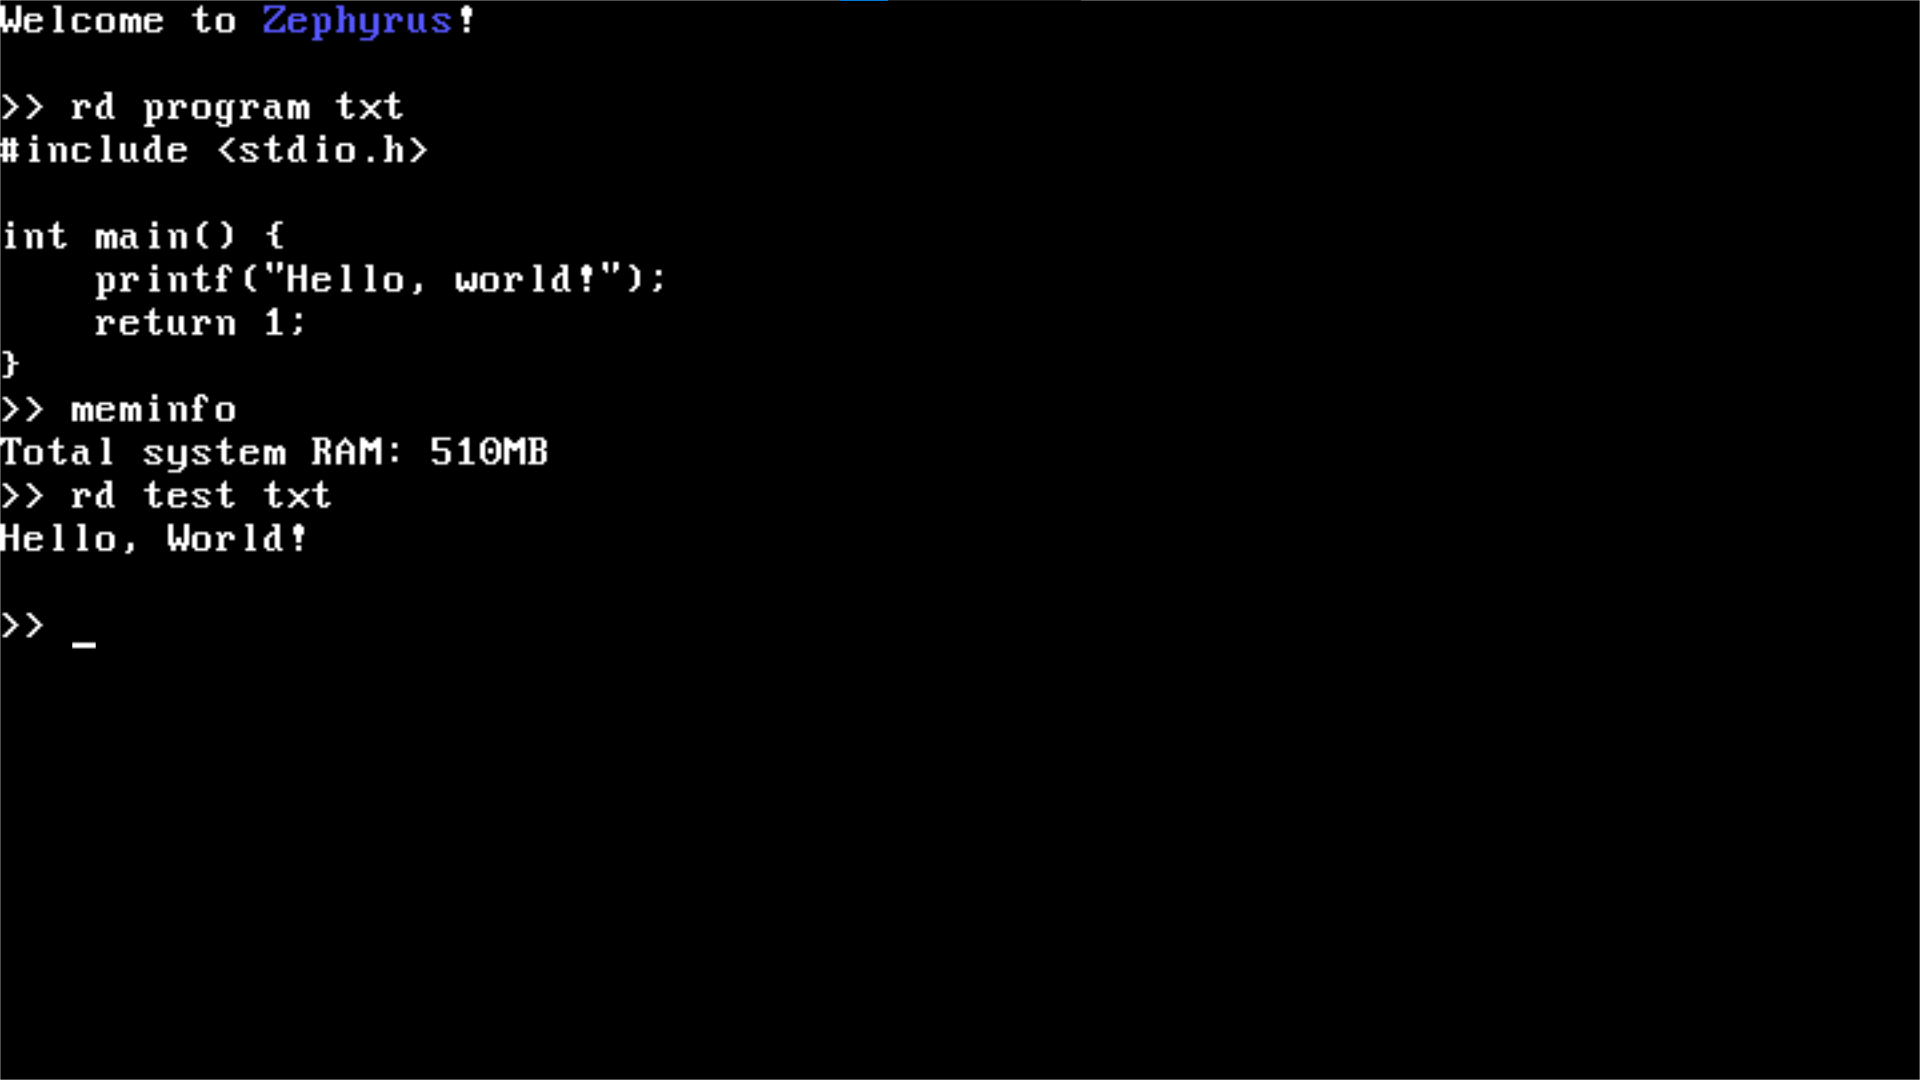 Welcome to Zephyrus!
>> rd program txt
#include <stdio.h>
int main() {
    printf("Hello, world!");
    return 1;
}
>> meminfo
Total system RAM: 510MB
>> rd test txt
Hello, World!
>> _